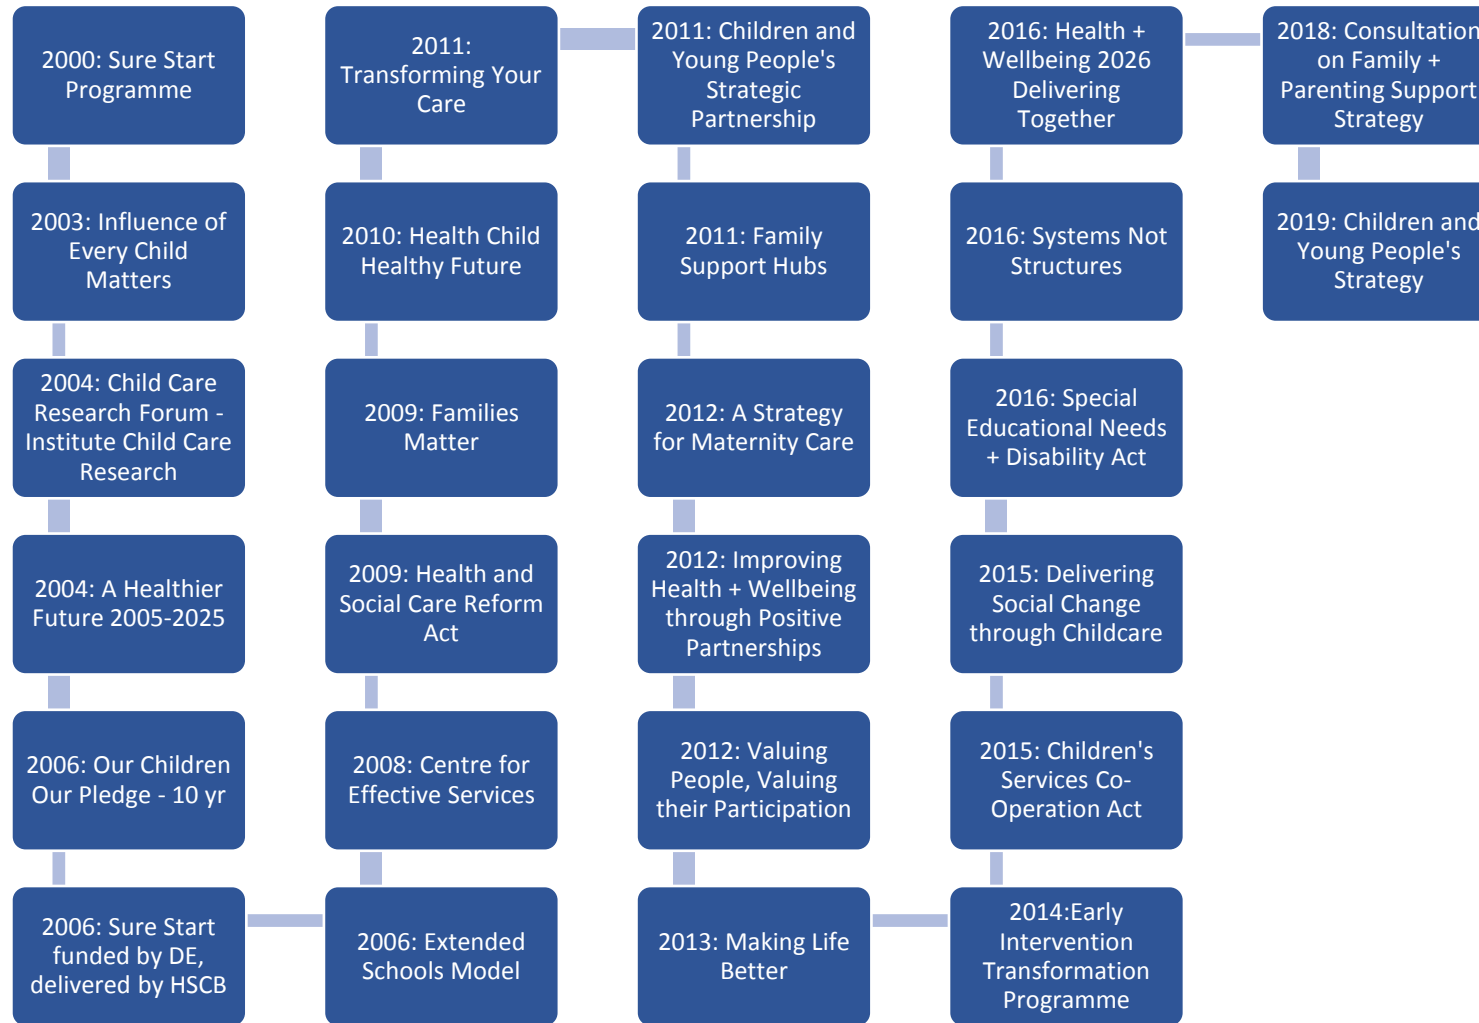 2000: Sure Start
Programme
2003: Influence of
Every Child
Matters
2004: Child Care
Research Forum -
Institute Child Care
Research
2004: A Healthier
Future 2005-2025
2006: Our Children
Our Pledge - 10 yr
2006: Sure Start
funded by DE,
delivered by HSCB
2006: Extended
Schools Model
2008: Centre for
Effective Services
2009: Health and
Social Care Reform
Act
2009: Families
Matter
2010: Health Child
Healthy Future
2011:
Transforming Your
Care
2011: Children and
Young People's
Strategic
Partnership
2011: Family
Support Hubs
2012: A Strategy
for Maternity Care
2012: Improving
Health + Wellbeing
through Positive
Partnerships
2012: Valuing
People, Valuing
their Participation
2013: Making Life
Better
2014:Early
Intervention
Transformation
Programme
2015: Children's
Services Co-
Operation Act
2015: Delivering
Social Change
through Childcare
2016: Special
Educational Needs
+ Disability Act
2016: Systems Not
Structures
2016: Health +
Wellbeing 2026
Delivering
Together
2018: Consultation
on Family +
Parenting Support
Strategy
2019: Children and
Young People's
Strategy